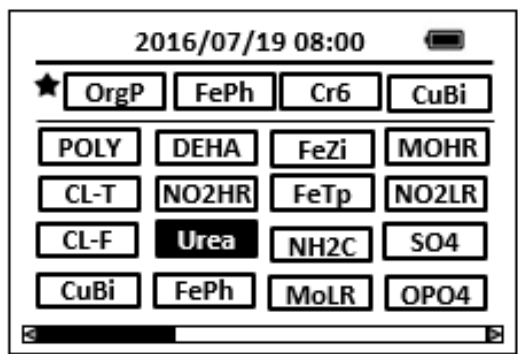 2016/07/19 08:00
OrgP FePh Cr6 CuBi
POLY DEHA FeZi MOHR
CL-T NO2HR FeTp NO2LR
CL-F Urea NH2C SO4
CuBi FePh MoLR OPO4